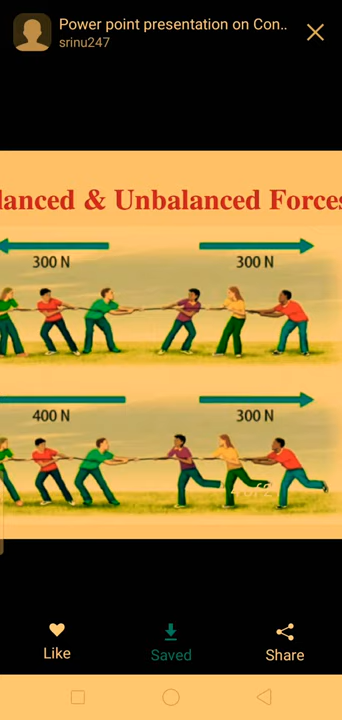 Power point presentation on Con..
srinu247
lanced & Unbalanced Forces
300 N 300 N
400 N 300 N
Like Saved Share